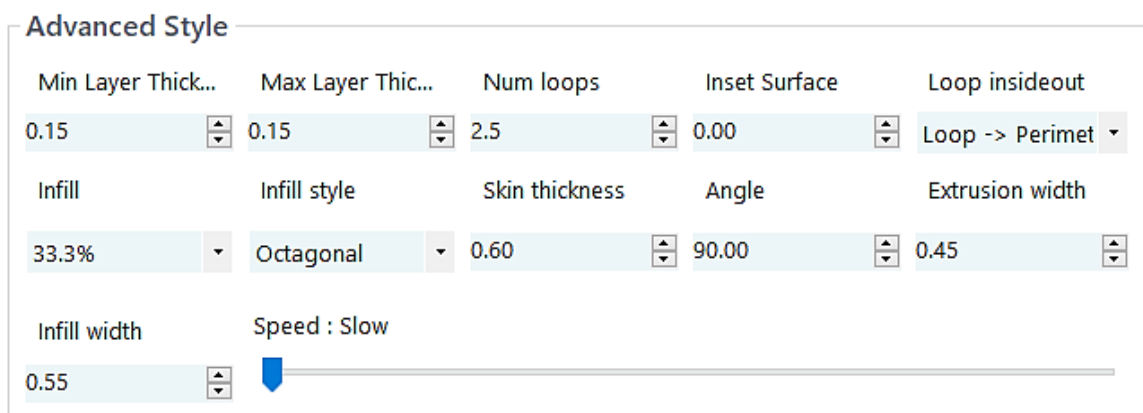 Advanced Style
Min Layer Thick... Max Layer Thic... Num loops Inset Surface Loop insideout
0.15 0.15 2.5 0.00 Loop -> Perimet
Infill Infill style Skin thickness Angle Extrusion width
33.3% Octagonal 0.60 90.00 0.45
Infill width Speed : Slow
0.55